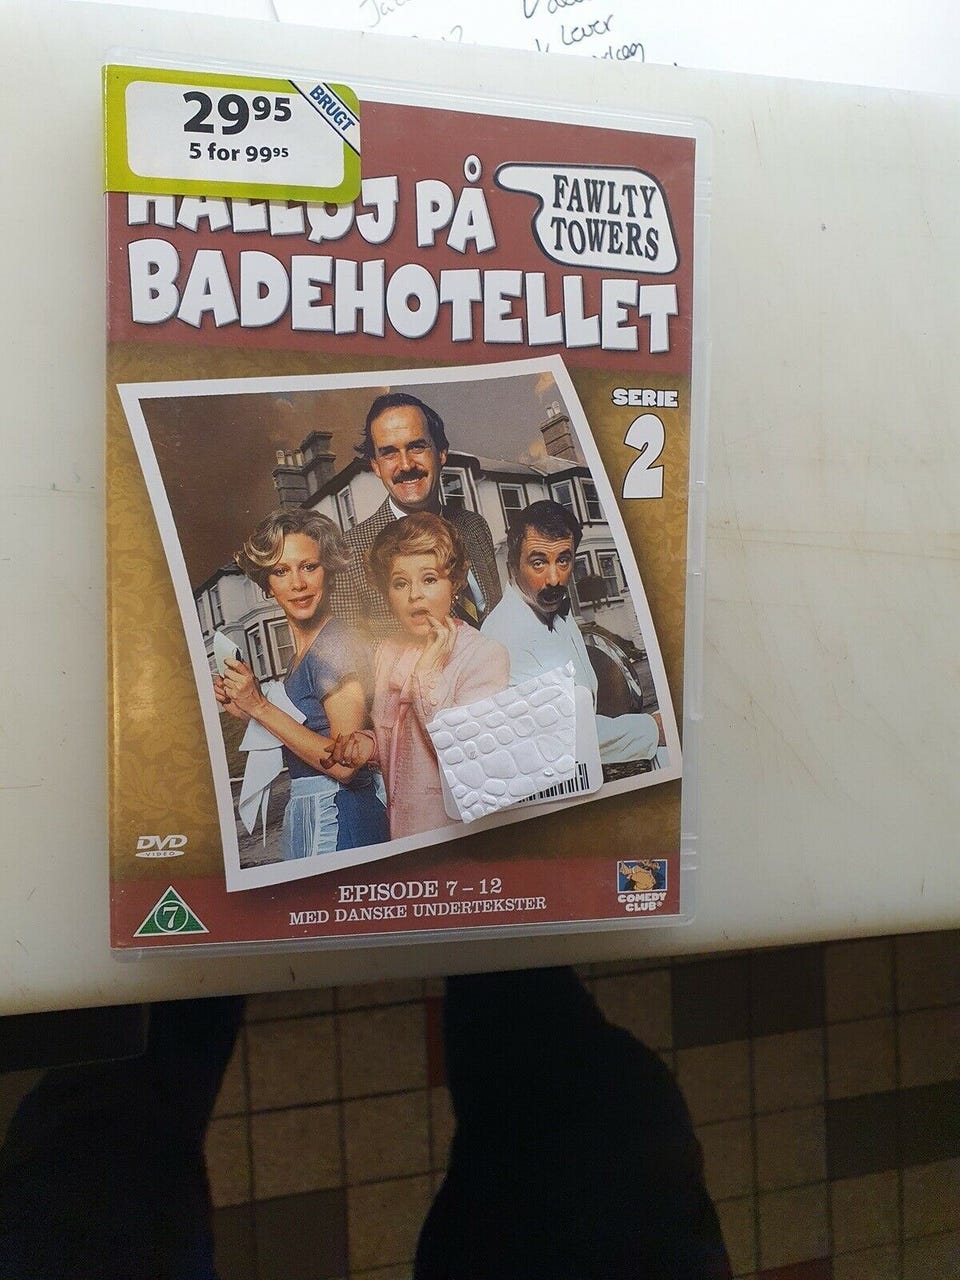 Lever
29 95
BRUGT
5 for 99 95
HALLØJ PÅ
BADEHOTELLET
FAWLTY
TOWERS
SERIE
2
DVD
VIDEO
7
EPISODE 7 – 12
MED DANSKE UNDERTEKSTER
COMEDY
CLUB®